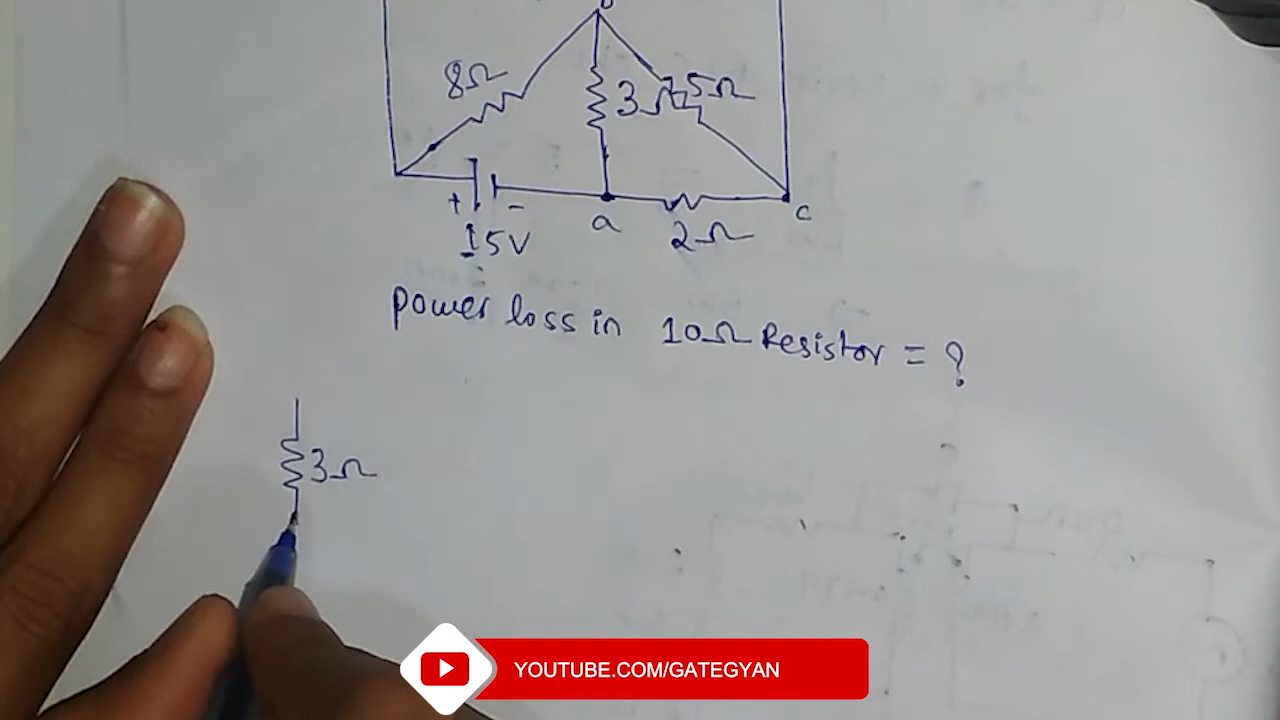 8Ω
3Ω
5Ω
+ -
15V
a
2Ω
c
power loss in 10Ω Resistor = ?
3Ω
YOUTUBE.COM/GATEGYAN